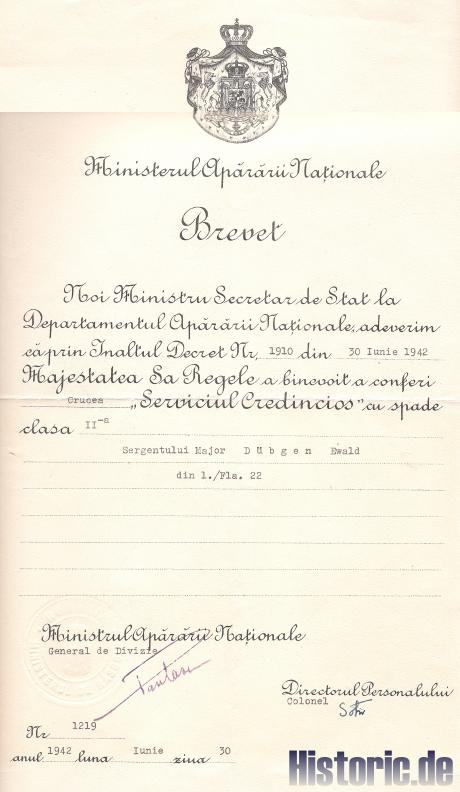 Ministerul Apărării Naționale
Brevet
Noi Ministru Secretar de Stat la
Departamentul Apărării Naționale, adeverim
că prin Inaltul Decret Nr, 1910 din 30 Iunie 1942
Majestatea Sa Regele a binevoit a conferi
Crucea „Serviciul Credincios" cu spade
clasa II-a
Sergentului Major Dübgen Ewald
din 1./Fla. 22
Ministrul Apărării Naționale
General de Divizie
Directorul Personalului
Colonel
Nr 1219
anul 1942 luna Iunie ziua 30
Historic.de